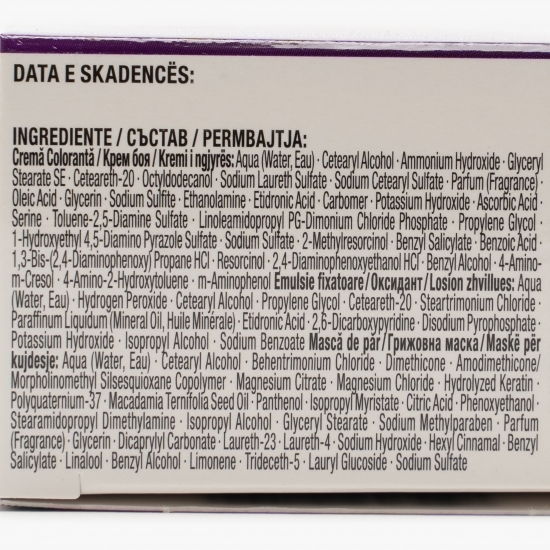 DATA E SKADENCËS:
INGREDIENTE / СЪСТАВ / PERMBAJTJA:
Cremă Colorantă / Крем боя / Kremi i ngjyrës: Aqua (Water, Eau) · Cetearyl Alcohol · Ammonium Hydroxide · Glyceryl
Stearate SE · Ceteareth-20 · Octyldodecanol · Sodium Laureth Sulfate · Sodium Cetearyl Sulfate · Parfum (Fragrance) ·
Oleic Acid · Glycerin · Sodium Sulfite · Ethanolamine · Etidronic Acid · Carbomer · Potassium Hydroxide · Ascorbic Acid ·
Serine · Toluene-2,5-Diamine Sulfate · Linoleamidopropyl PG-Dimonium Chloride Phosphate · Propylene Glycol ·
1-Hydroxyethyl 4,5-Diamino Pyrazole Sulfate · Sodium Sulfate · 2-Methylresorcinol · Benzyl Salicylate · Benzoic Acid ·
1,3-Bis-(2,4-Diaminophenoxy) Propane HCl · Resorcinol · 2,4-Diaminophenoxyethanol HCl · Benzyl Alcohol · 4-Amino-
m-Cresol · 4-Amino-2-Hydroxytoluene · m-Aminophenol Emulsie fixatoare / Оксидант / Losion zhvillues: Aqua
(Water, Eau) · Hydrogen Peroxide · Cetearyl Alcohol · Propylene Glycol · Ceteareth-20 · Steartrimonium Chloride ·
Paraffinum Liquidum (Mineral Oil, Huile Minérale) · Etidronic Acid · 2,6-Dicarboxypyridine · Disodium Pyrophosphate ·
Potassium Hydroxide · Isopropyl Alcohol · Sodium Benzoate Mască de păr / Грижовна маска / Maskë për
kujdesje: Aqua (Water, Eau) · Cetearyl Alcohol · Behentrimonium Chloride · Dimethicone · Amodimethicone/
Morpholinomethyl Silsesquioxane Copolymer · Magnesium Citrate · Magnesium Chloride · Hydrolyzed Keratin ·
Polyquaternium-37 · Macadamia Ternifolia Seed Oil · Panthenol · Isopropyl Myristate · Citric Acid · Phenoxyethanol ·
Stearamidopropyl Dimethylamine · Isopropyl Alcohol · Glyceryl Stearate · Sodium Methylparaben · Parfum
(Fragrance) · Glycerin · Dicaprylyl Carbonate · Laureth-23 · Laureth-4 · Sodium Hydroxide · Hexyl Cinnamal · Benzyl
Salicylate · Linalool · Benzyl Alcohol · Limonene · Trideceth-5 · Lauryl Glucoside · Sodium Sulfate